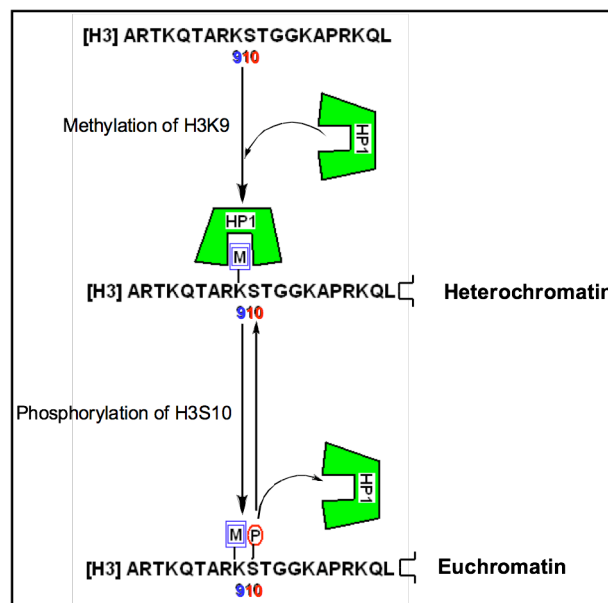 [H3] ARTKQTARKSTGGKAPRKQL
910
Methylation of H3K9
HP1
HP1
M
[H3] ARTKQTARKSTGGKAPRKQL
Heterochromatin
910
Phosphorylation of H3S10
HP1
M P
[H3] ARTKQTARKSTGGKAPRKQL
Euchromatin
910